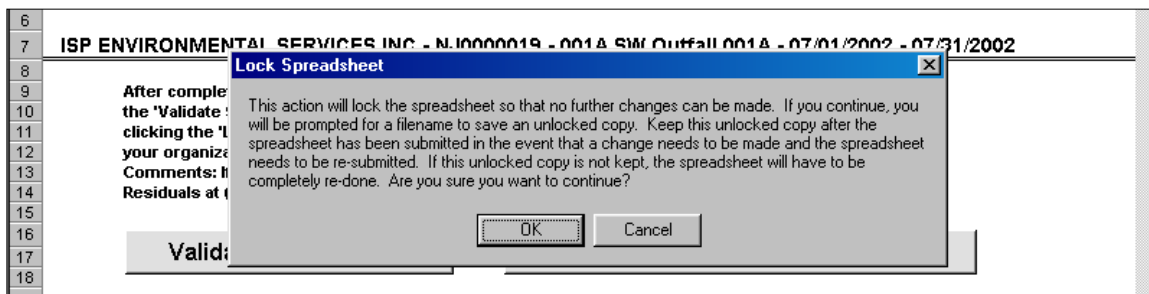 6
7 ISP ENVIRONMENTAL SERVICES INC - NJ0000019 - 001A SW Outfall 001A - 07/01/2002 - 07/31/2002
Lock Spreadsheet
8
9 After
10 the 'Validate
11 clicking the
12 your
13 Comments:
14 Residuals at
15
16
17
18
This action will lock the spreadsheet so that no further changes can be made. If you continue, you
will be prompted for a filename to save an unlocked copy. Keep this unlocked copy after the
spreadsheet has been submitted in the event that a change needs to be made and the spreadsheet
needs to be re-submitted. If this unlocked copy is not kept, the spreadsheet will have to be
completely re-done. Are you sure you want to continue?
OK Cancel